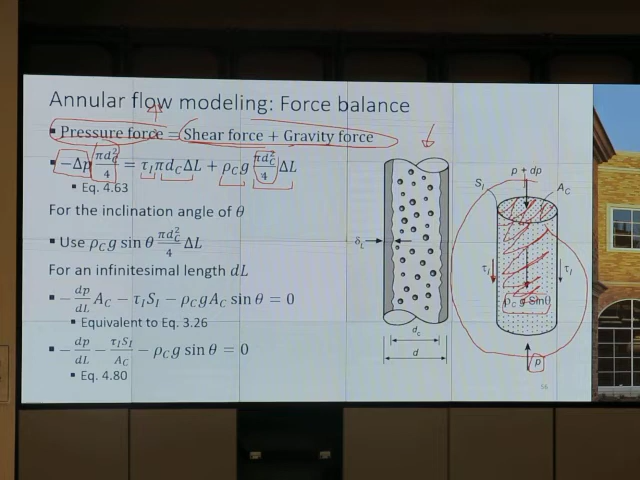 Annular flow modeling: Force balance
▪ Pressure force = Shear force + Gravity force
▪ −Δp πd_C²/4 = τ_I πd_C ΔL + ρ_C g πd_C²/4 ΔL
▪ Eq. 4.63
For the inclination angle of θ
▪ Use ρ_C g sin θ πd_C²/4 ΔL
For an infinitesimal length dL
▪ −dp/dL A_C − τ_I S_I − ρ_C g A_C sin θ = 0
▪ Equivalent to Eq. 3.26
▪ −dp/dL − τ_I S_I/A_C − ρ_C g sin θ = 0
▪ Eq. 4.80
δ_L
d_c
d
p + dp
S_I
A_C
τ_I
τ_I
ρ_C g Sinθ
p
56